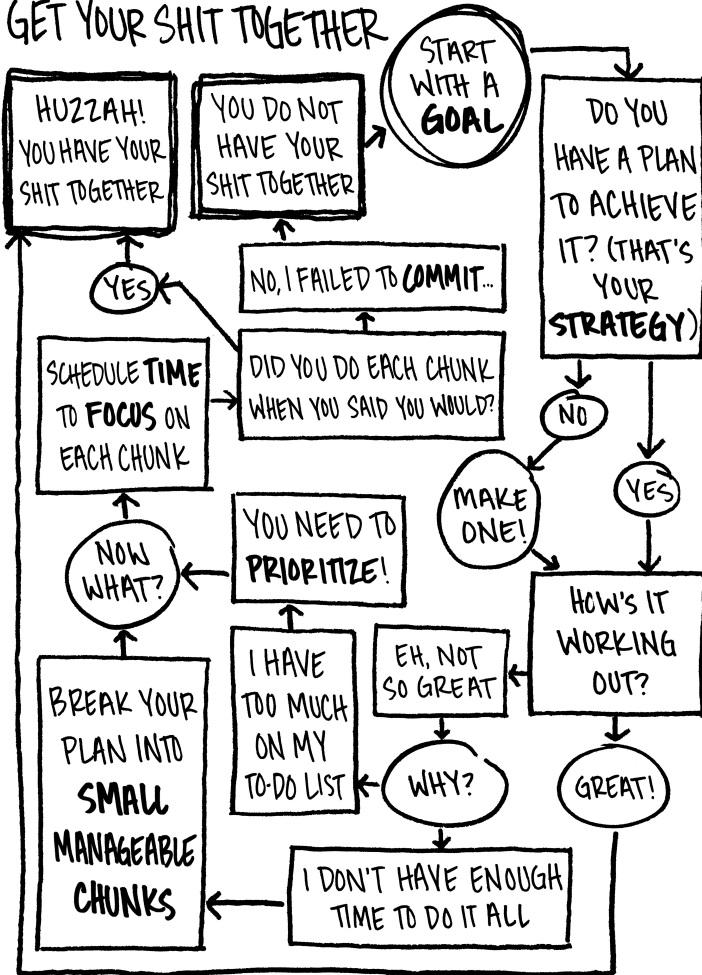 GET YOUR SHIT TOGETHER
START
WITH A
GOAL
HUZZAH!
YOU HAVE YOUR
SHIT TOGETHER
YOU DO NOT
HAVE YOUR
SHIT TOGETHER
DO YOU
HAVE A PLAN
TO ACHIEVE
IT? (THAT'S
YOUR
STRATEGY)
YES
NO, I FAILED TO COMMIT...
SCHEDULE TIME
TO FOCUS ON
EACH CHUNK
DID YOU DO EACH CHUNK
WHEN YOU SAID YOU WOULD?
NO
YES
MAKE
ONE!
NOW
WHAT?
YOU NEED TO
PRIORITIZE!
HOW'S IT
WORKING
OUT?
EH, NOT
SO GREAT
I HAVE
TOO MUCH
ON MY
TO-DO LIST
BREAK YOUR
PLAN INTO
SMALL
MANAGEABLE
CHUNKS
WHY?
GREAT!
I DON'T HAVE ENOUGH
TIME TO DO IT ALL